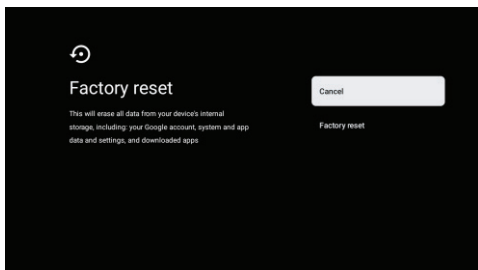 Factory reset
This will erase all data from your device's internal
storage, including: your Google account, system and app
data and settings, and downloaded apps
Cancel
Factory reset